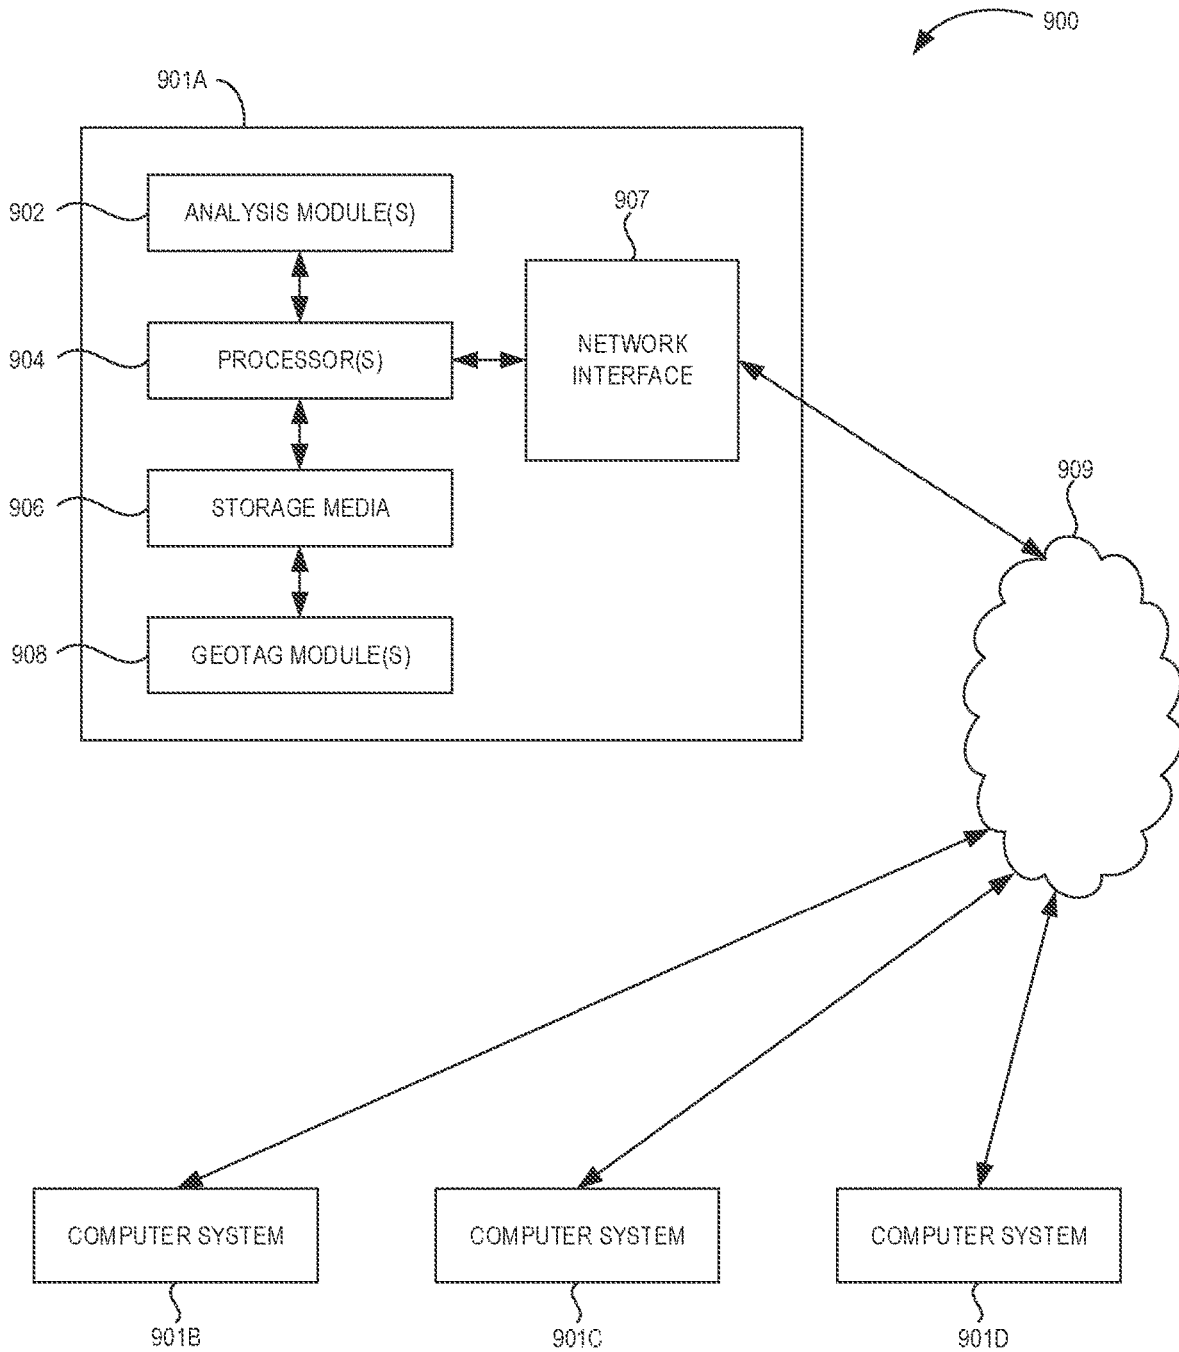 900
901A
902
ANALYSIS MODULE(S)
907
904
PROCESSOR(S)
NETWORK
INTERFACE
909
906
STORAGE MEDIA
908
GEOTAG MODULE(S)
COMPUTER SYSTEM
COMPUTER SYSTEM
COMPUTER SYSTEM
901B
901C
901D